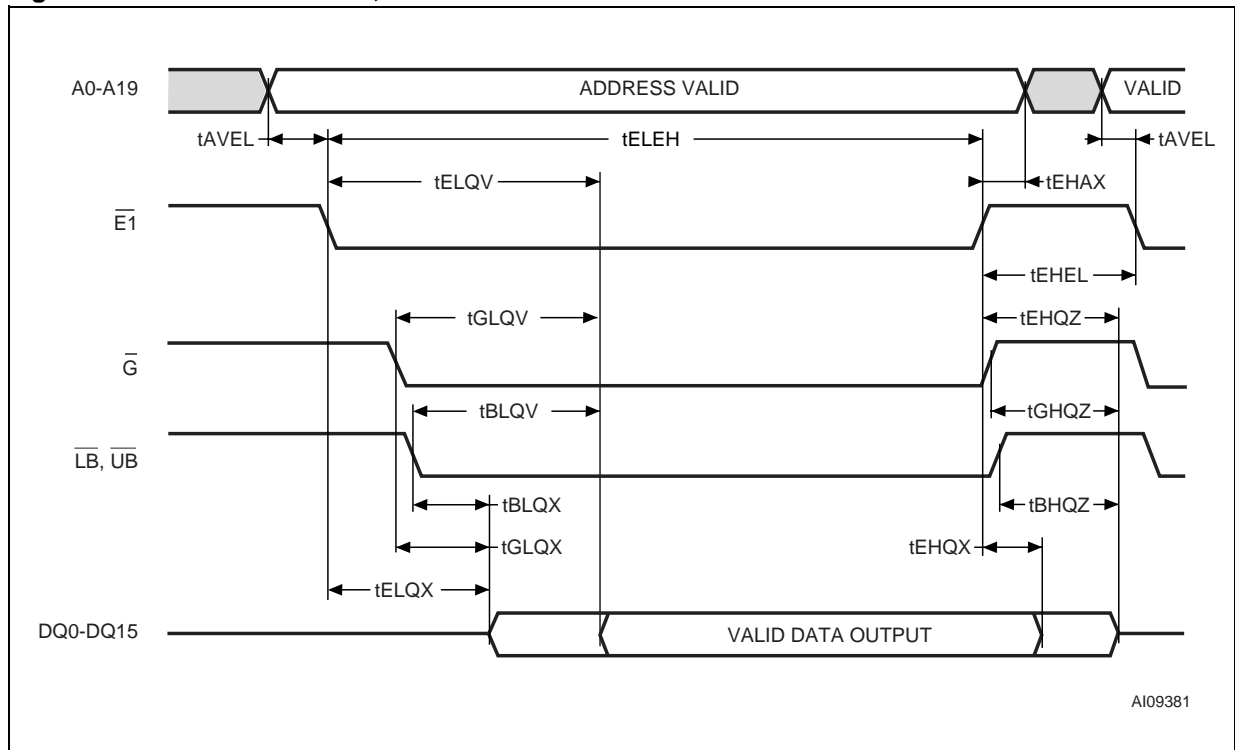 A0-A19
ADDRESS VALID
VALID
tAVEL
tELEH
tAVEL
tELQV
tEHAX
E1
tEHEL
tGLQV
tEHQZ
G
tBLQV
tGHQZ
LB, UB
tBLQX
tBHQZ
tGLQX
tEHQX
tELQX
DQ0-DQ15
VALID DATA OUTPUT
AI09381